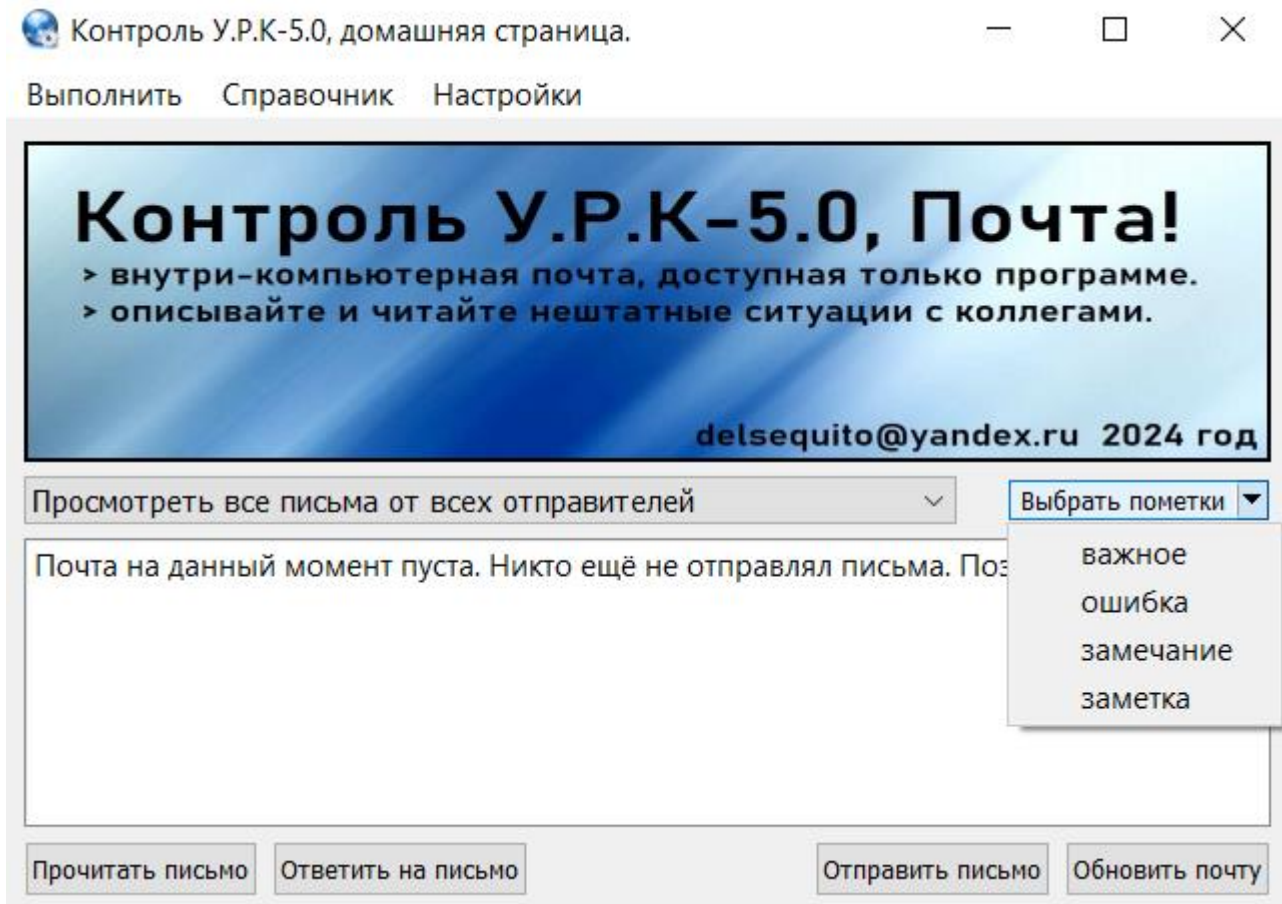 Контроль У.Р.К-5.0, домашняя страница.
Выполнить Справочник Настройки
Контроль У.Р.К-5.0, Почта!
> внутри-компьютерная почта, доступная только программе.
> описывайте и читайте нештатные ситуации с коллегами.
delsequito@yandex.ru 2024 год
Просмотреть все письма от всех отправителей
Выбрать пометки
Почта на данный момент пуста. Никто ещё не отправлял письма.
важное
ошибка
замечание
заметка
Прочитать письмо Ответить на письмо Отправить письмо Обновить почту